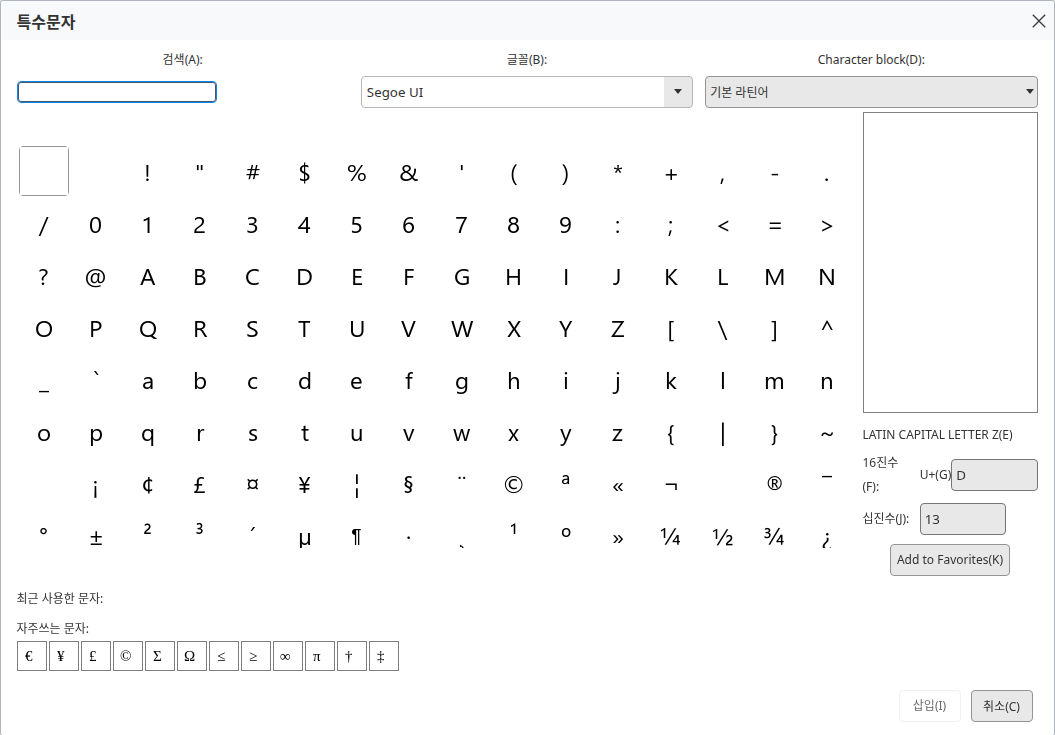 특수문자
검색(A): 글꼴(B): Character block(D):
Segoe UI 기본 라틴어
! " # $ % & ' ( ) * + , - .
/ 0 1 2 3 4 5 6 7 8 9 : ; < = >
? @ A B C D E F G H I J K L M N
O P Q R S T U V W X Y Z [ \ ] ^
_ ` a b c d e f g h i j k l m n
o p q r s t u v w x y z { | } ~
¡ ¢ £ ¤ ¥ ¦ § ¨ © ª « ¬ ® ¯
° ± ² ³ ´ µ ¶ · ¸ ¹ º » ¼ ½ ¾ ¿
LATIN CAPITAL LETTER Z(E)
16진수
(F): U+(G) D
십진수(J): 13
Add to Favorites(K)
최근 사용한 문자:
자주쓰는 문자:
€ ¥ £ © Σ Ω ≤ ≥ ∞ π † ‡
삽입(I) 취소(C)